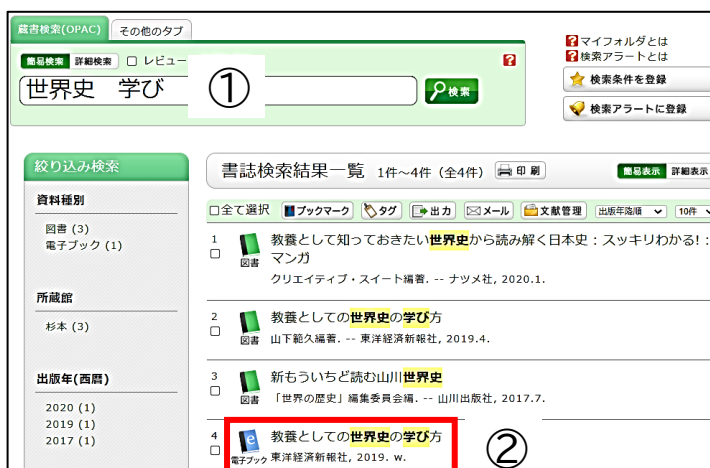 蔵書検索(OPAC) その他のタブ
簡易検索 詳細検索 □ レビュー
世界史 学び ① 検索
?マイフォルダとは
?検索アラートとは
検索条件を登録
検索アラートに登録
絞り込み検索
資料種別
図書 (3)
電子ブック (1)
所蔵館
杉本 (3)
出版年(西暦)
2020 (1)
2019 (1)
2017 (1)
書誌検索結果一覧 1件～4件 (全4件) 印刷 簡易表示 詳細表示
□全て選択 ブックマーク タグ 出力 メール 文献管理 出版年降順 10件
1 教養として知っておきたい世界史から読み解く日本史 : スッキリわかる! :
図書 マンガ
クリエイティブ・スイート編著. -- ナツメ社, 2020.1.
2 教養としての世界史の学び方
図書 山下範久編著. -- 東洋経済新報社, 2019.4.
3 新もういちど読む山川世界史
図書 「世界の歴史」編集委員会編. -- 山川出版社, 2017.7.
4 教養としての世界史の学び方 ②
電子ブック 東洋経済新報社, 2019. w.